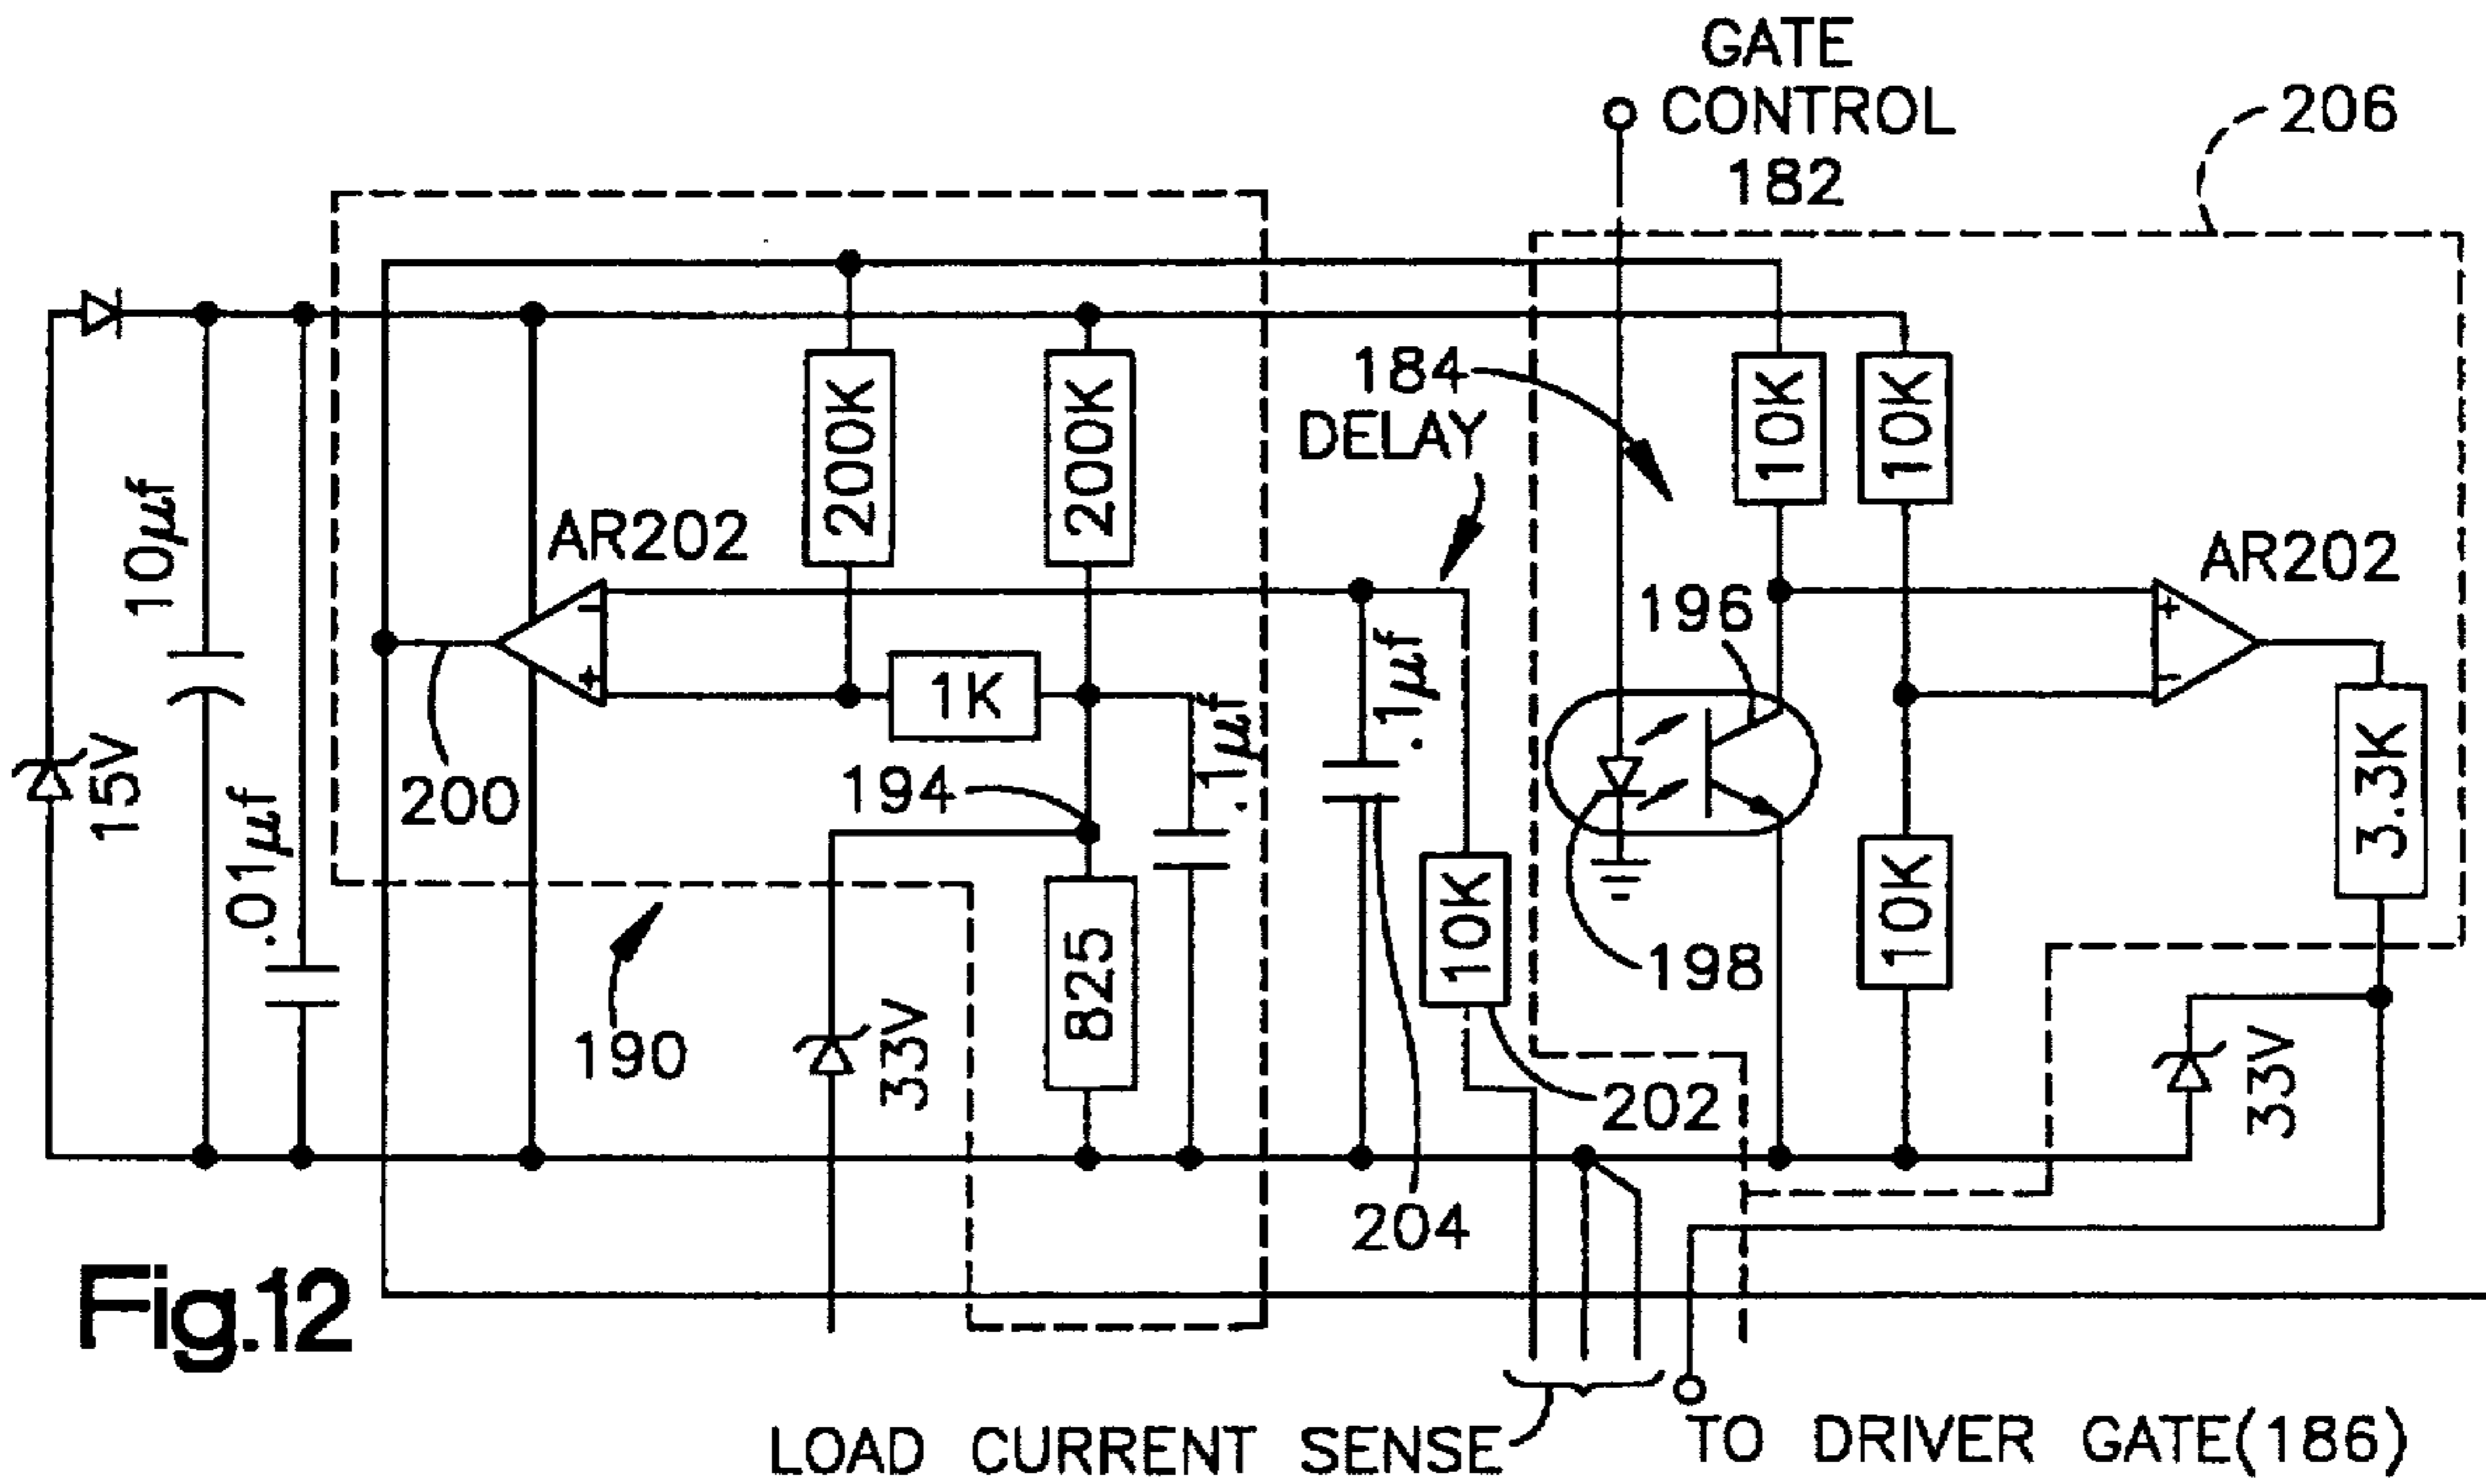 GATE
CONTROL
182
206
184
DELAY
200K
200K
10K
10K
10µf
AR202
AR202
196
1K
.1µf
.1µf
3.3K
15V
200
194
.01µf
825
10K
10K
198
190
33V
33V
202
204
Fig.12
LOAD CURRENT SENSE
TO DRIVER GATE(186)